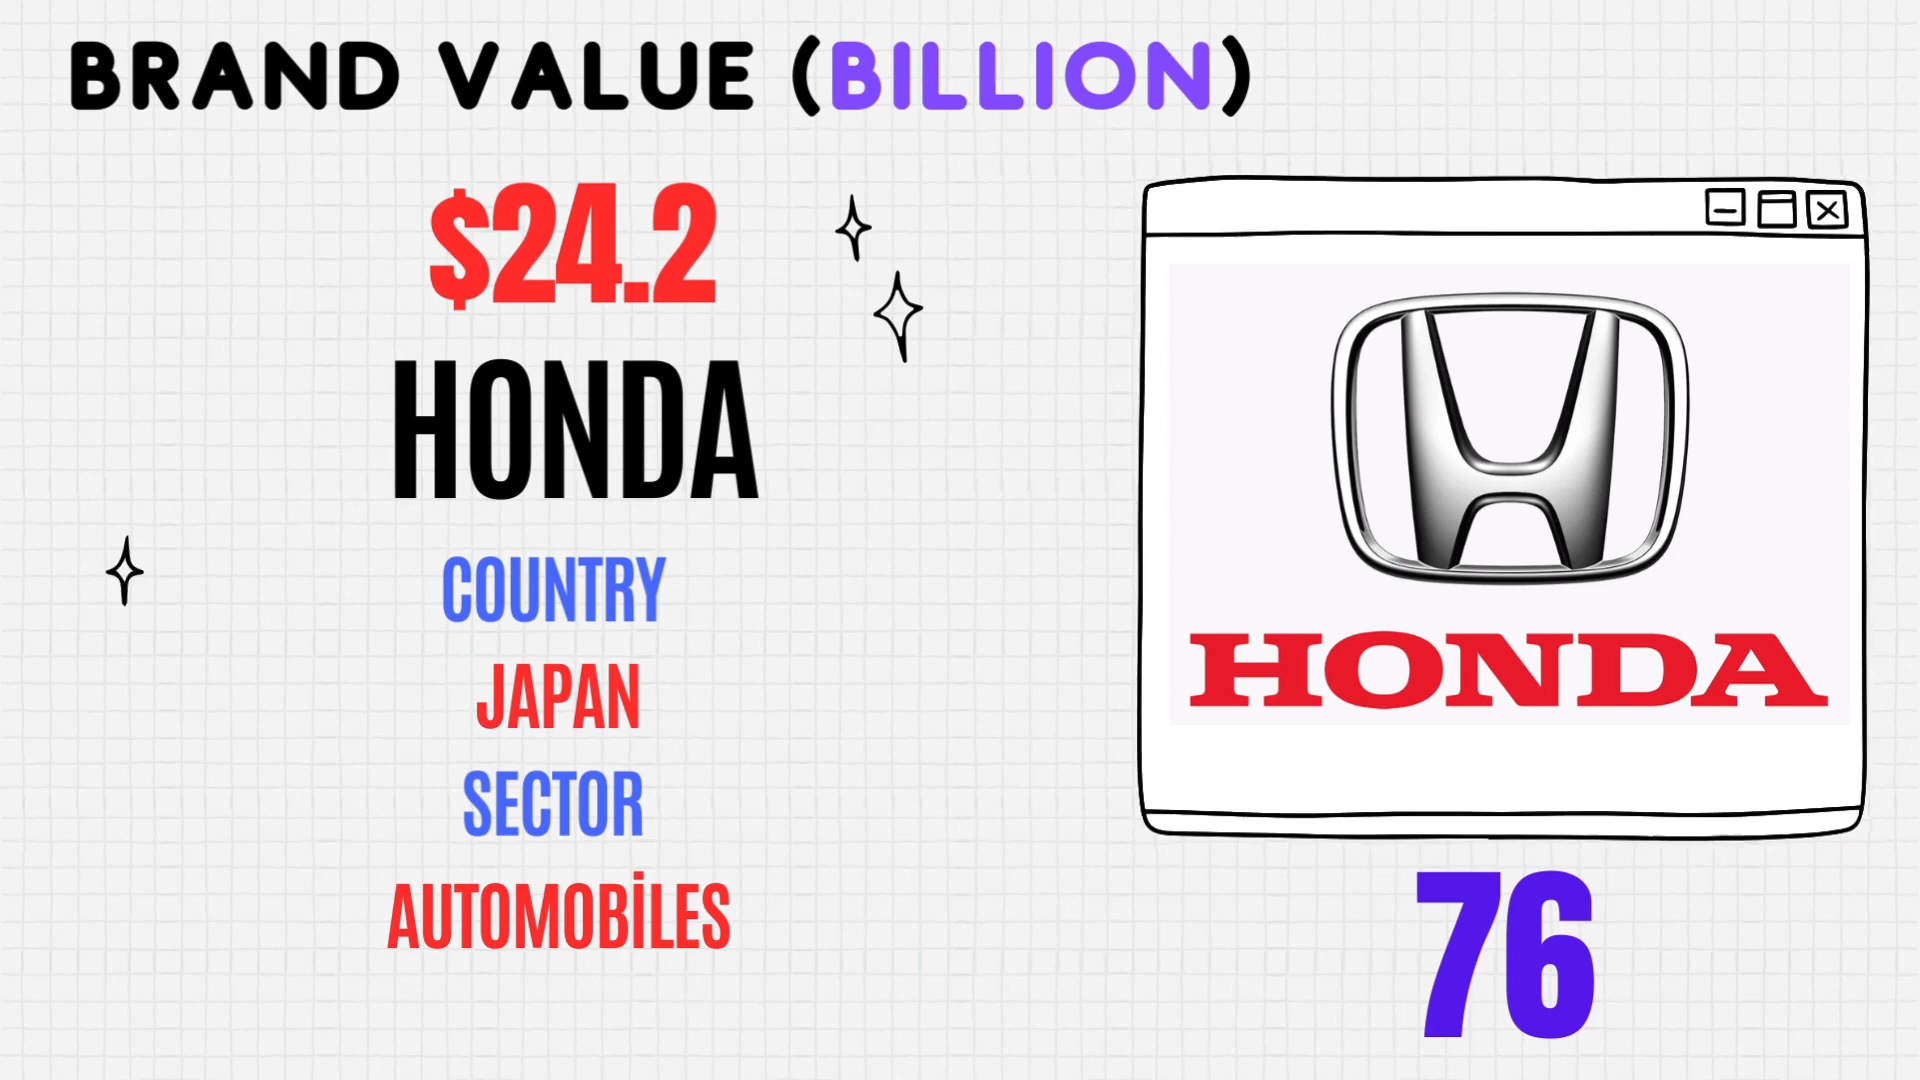 BRAND VALUE (BILLION)
$24.2
HONDA
COUNTRY
JAPAN
SECTOR
AUTOMOBİLES
HONDA
76